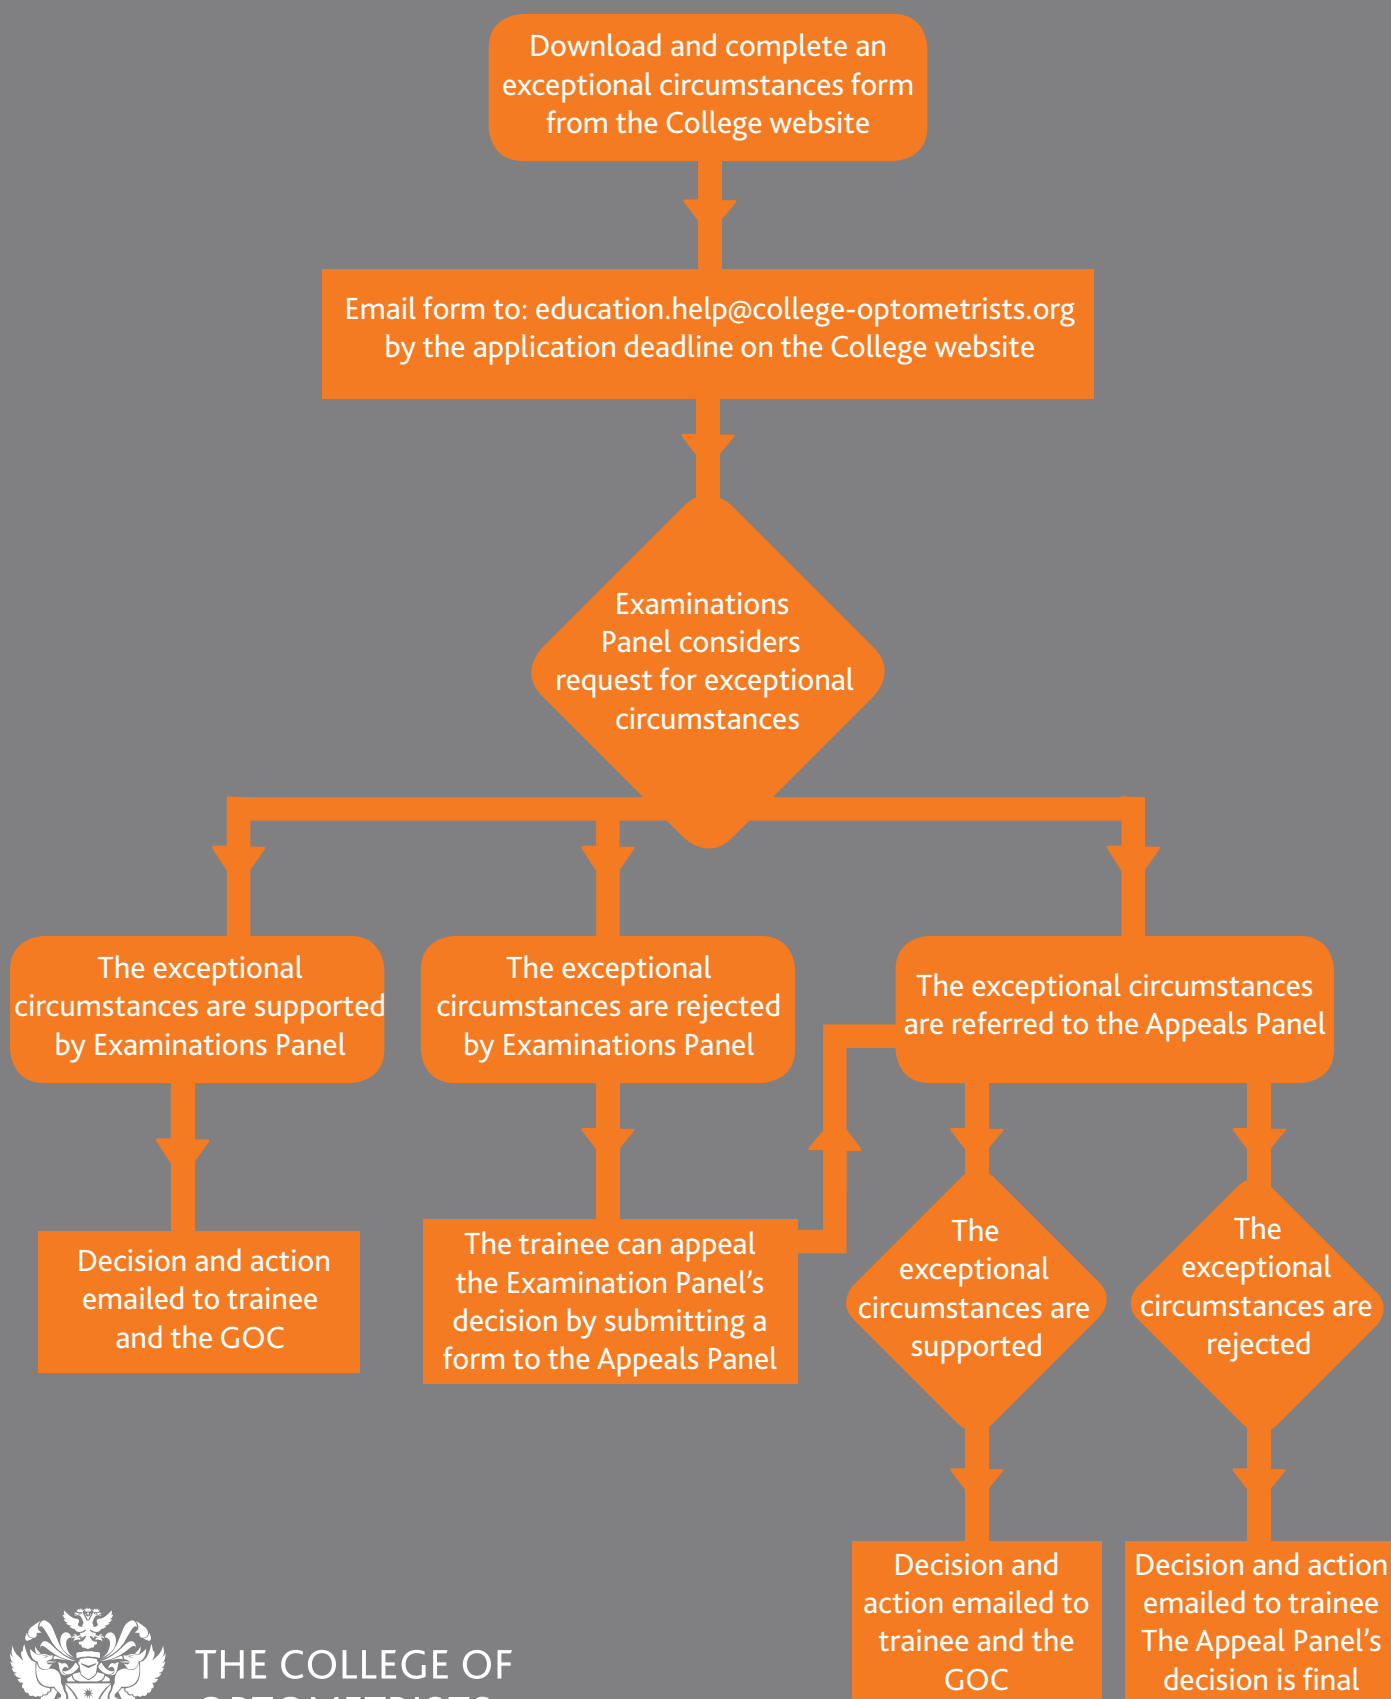 Download and complete an
exceptional circumstances form
from the College website
Email form to: education.help@college-optometrists.org
by the application deadline on the College website
Examinations
Panel considers
request for exceptional
circumstances
The exceptional
circumstances are supported
by Examinations Panel
The exceptional
circumstances are rejected
by Examinations Panel
The exceptional circumstances
are referred to the Appeals Panel
Decision and action
emailed to trainee
and the GOC
The trainee can appeal
the Examination Panel's
decision by submitting a
form to the Appeals Panel
The
exceptional
circumstances are
supported
The
exceptional
circumstances are
rejected
Decision and
action emailed to
trainee and the
GOC
Decision and action
emailed to trainee
The Appeal Panel's
decision is final
THE COLLEGE OF
OPTOMETRISTS